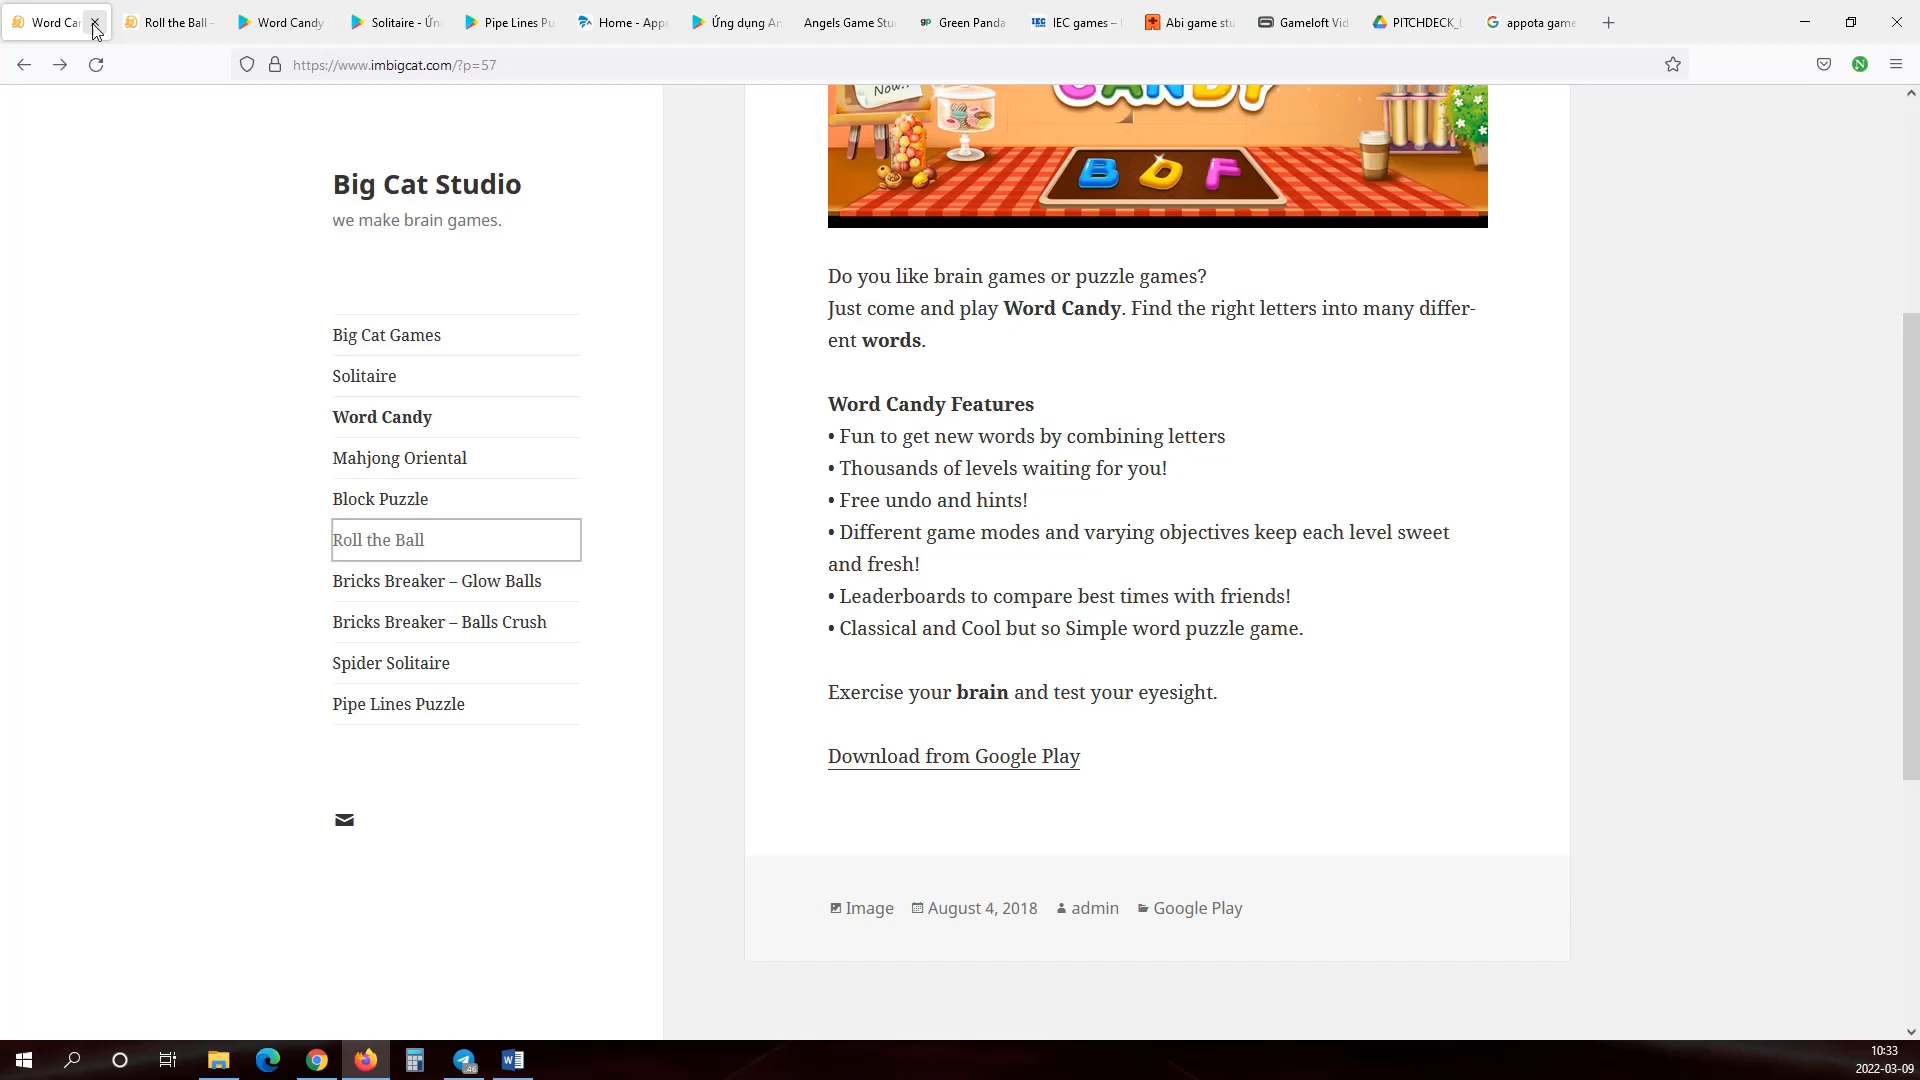 Word Ca
Roll the Ball -
Word Candy
Solitaire - Ứn
Pipe Lines Pu
Home - Appo
Ứng dụng An
Angels Game Stu
gp Green Panda
IEC IEC games –
Abi game stu
Gameloft Vid
PITCHDECK_
appota game
https://www.imbigcat.com/?p=57
N
Big Cat Studio
we make brain games.
Big Cat Games
Solitaire
Word Candy
Mahjong Oriental
Block Puzzle
Roll the Ball
Bricks Breaker – Glow Balls
Bricks Breaker – Balls Crush
Spider Solitaire
Pipe Lines Puzzle
Now!!
CANDY
B D F
Do you like brain games or puzzle games?
Just come and play Word Candy. Find the right letters into many differ-
ent words.
Word Candy Features
• Fun to get new words by combining letters
• Thousands of levels waiting for you!
• Free undo and hints!
• Different game modes and varying objectives keep each level sweet
and fresh!
• Leaderboards to compare best times with friends!
• Classical and Cool but so Simple word puzzle game.
Exercise your brain and test your eyesight.
Download from Google Play
Image August 4, 2018 admin Google Play
.46
W
10:33
2022-03-09